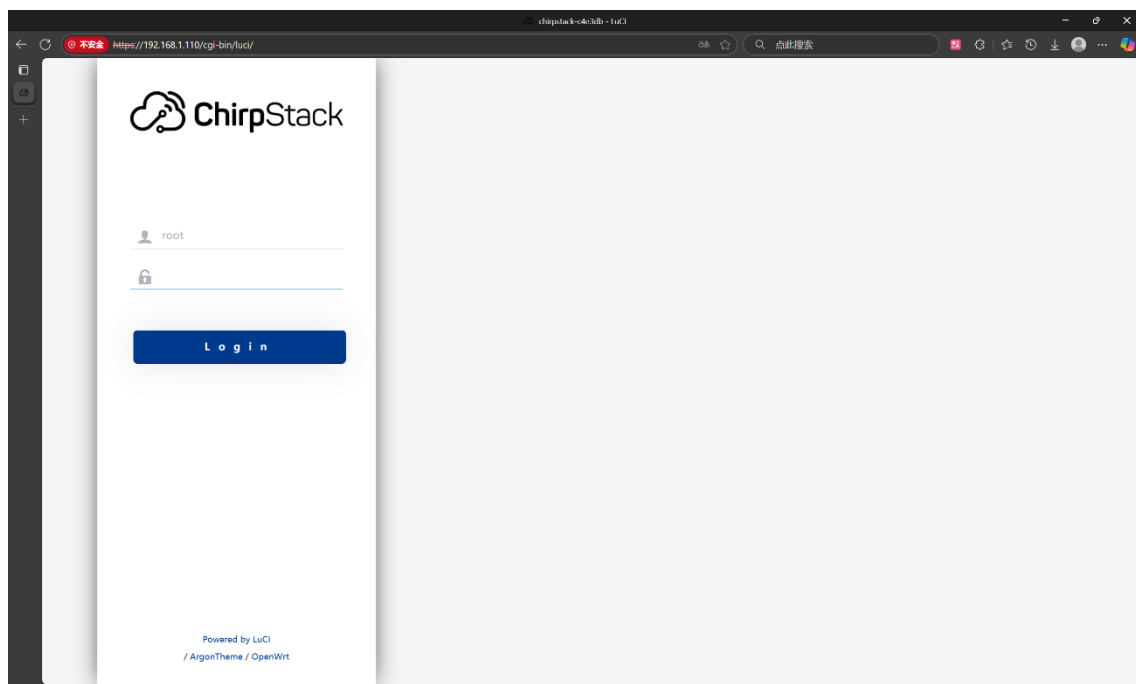 chirpstack-c4e3db - LuCI
不安全 https://192.168.1.110/cgi-bin/luci/
点此搜索
ChirpStack
root
Login
Powered by LuCI
/ ArgonTheme / OpenWrt